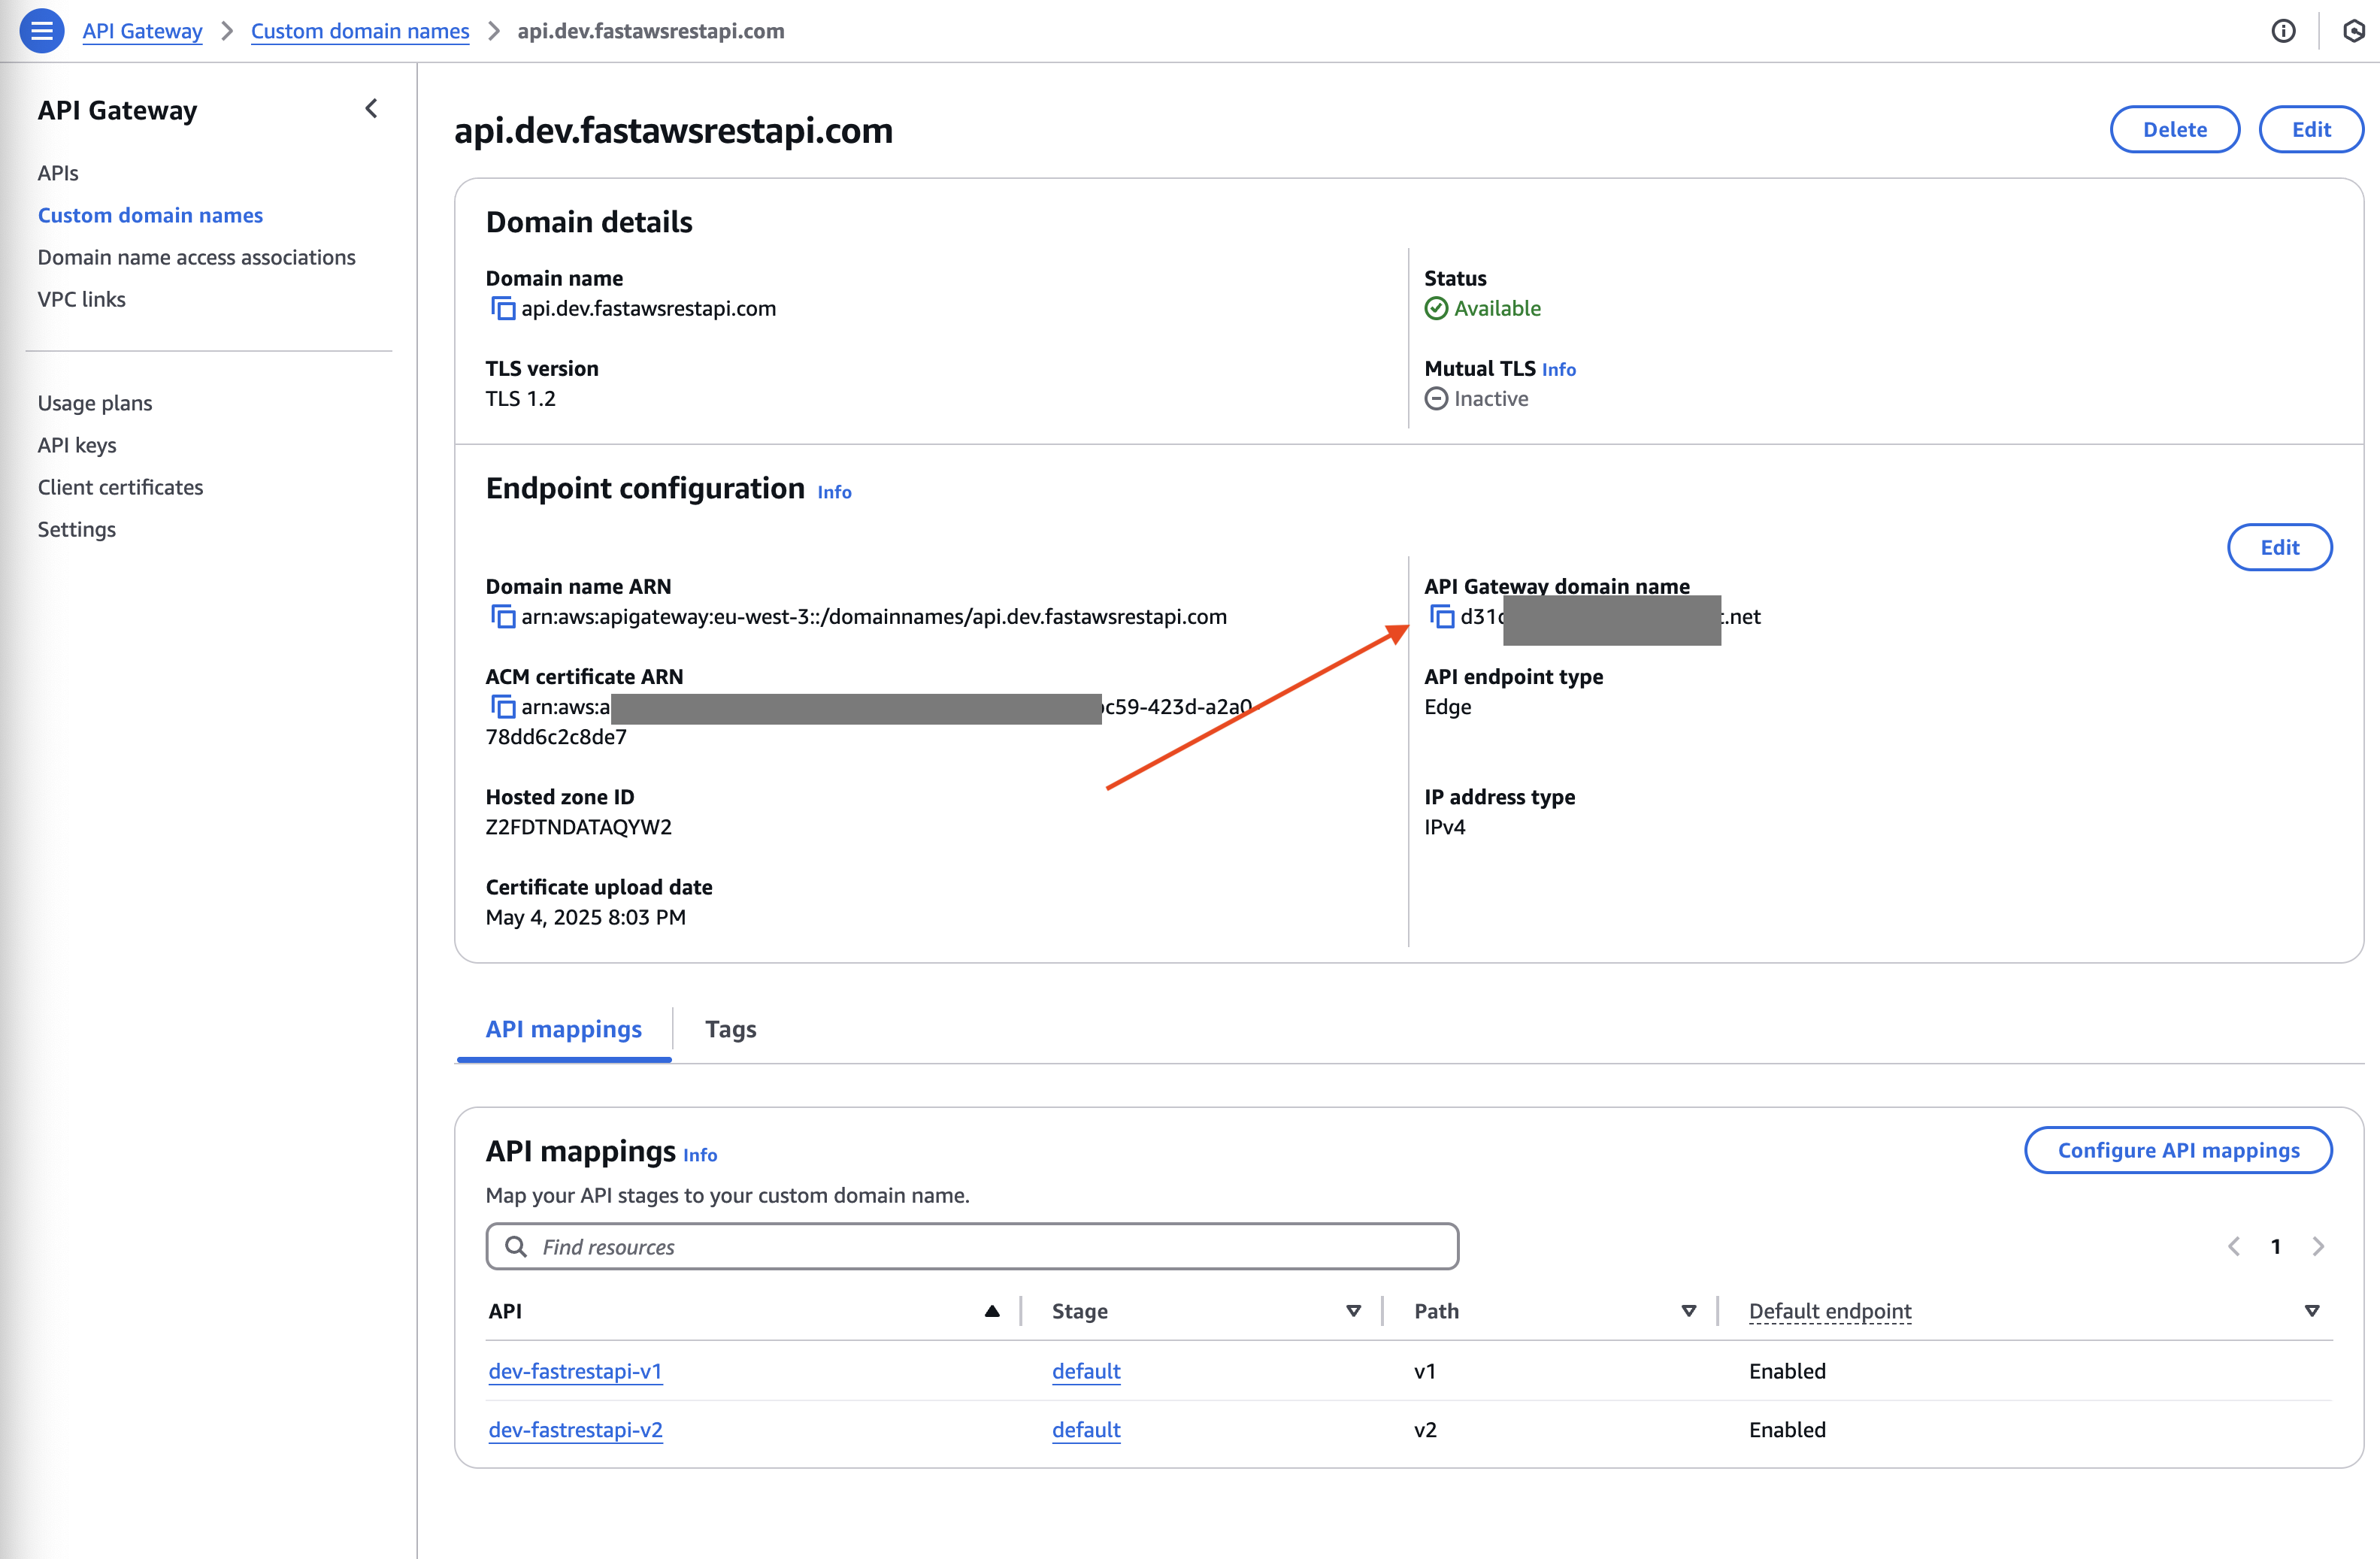 API Gateway > Custom domain names > api.dev.fastawsrestapi.com
API Gateway
APIs
Custom domain names
Domain name access associations
VPC links
Usage plans
API keys
Client certificates
Settings
api.dev.fastawsrestapi.com
Delete
Edit
Domain details
Domain name
api.dev.fastawsrestapi.com
Status
Available
TLS version
TLS 1.2
Mutual TLS Info
Inactive
Endpoint configuration Info
Edit
Domain name ARN
arn:aws:apigateway:eu-west-3::/domainnames/api.dev.fastawsrestapi.com
API Gateway domain name
d31 .net
ACM certificate ARN
arn:aws:a c59-423d-a2a0
78dd6c2c8de7
API endpoint type
Edge
Hosted zone ID
Z2FDTNDATAQYW2
IP address type
IPv4
Certificate upload date
May 4, 2025 8:03 PM
API mappings
Tags
API mappings Info
Configure API mappings
Map your API stages to your custom domain name.
Find resources
1
API Stage Path Default endpoint
dev-fastrestapi-v1 default v1 Enabled
dev-fastrestapi-v2 default v2 Enabled